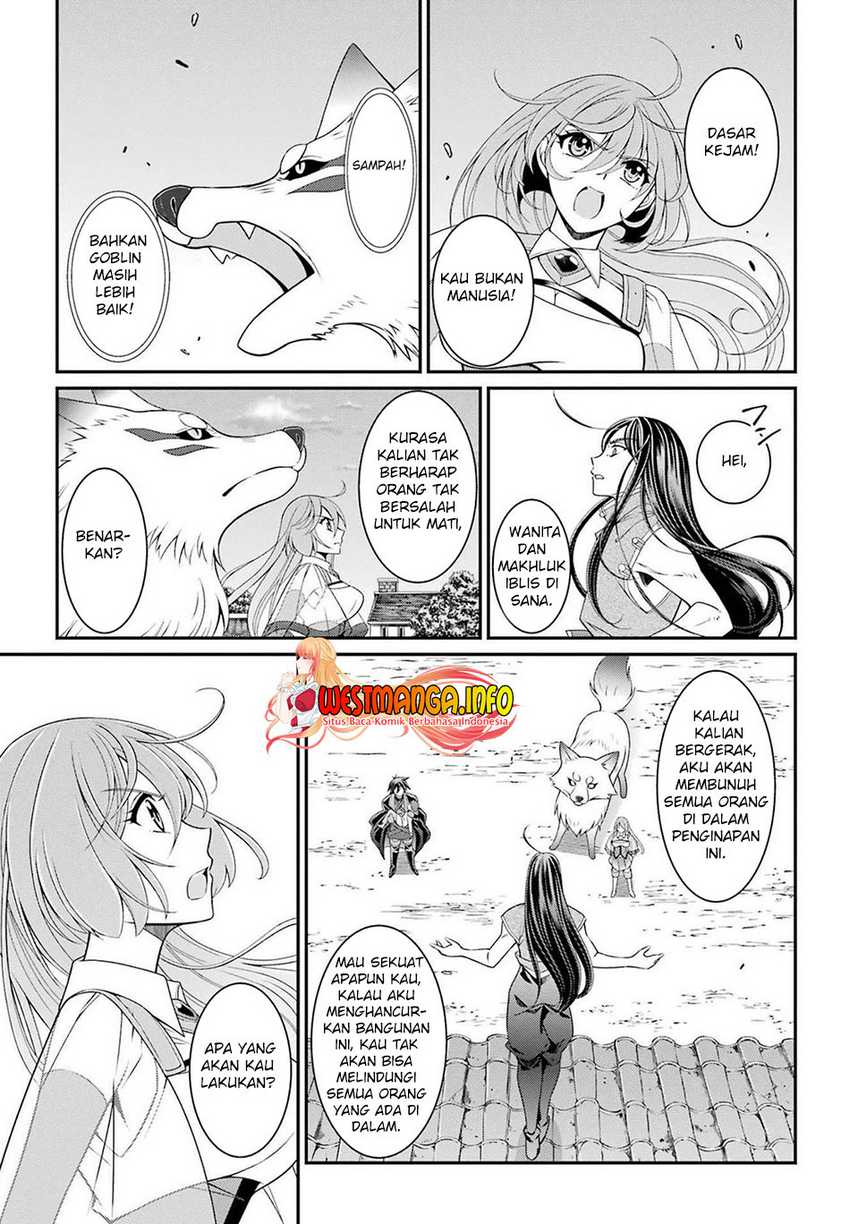 DASAR
KEJAM!
KAU BUKAN
MANUSIA!
SAMPAH!
BAHKAN
GOBLIN
MASIH
LEBIH
BAIK!
HEI,
WANITA
DAN
MAKHLUK
IBLIS DI
SANA.
KURASA
KALIAN TAK
BERHARAP
ORANG TAK
BERSALAH
UNTUK MATI,
BENAR-
KAN?
WESTMANGA.INFO
Situs Baca Komik Berbahasa Indonesia
KALAU
KALIAN
BERGERAK,
AKU AKAN
MEMBUNUH
SEMUA ORANG
DI DALAM
PENGINAPAN
INI.
MAU SEKUAT
APAPUN KAU,
KALAU AKU
MENGHANCUR-
KAN BANGUNAN
INI, KAU TAK
AKAN BISA
MELINDUNGI
SEMUA ORANG
YANG ADA DI
DALAM.
APA YANG
AKAN KAU
LAKUKAN?